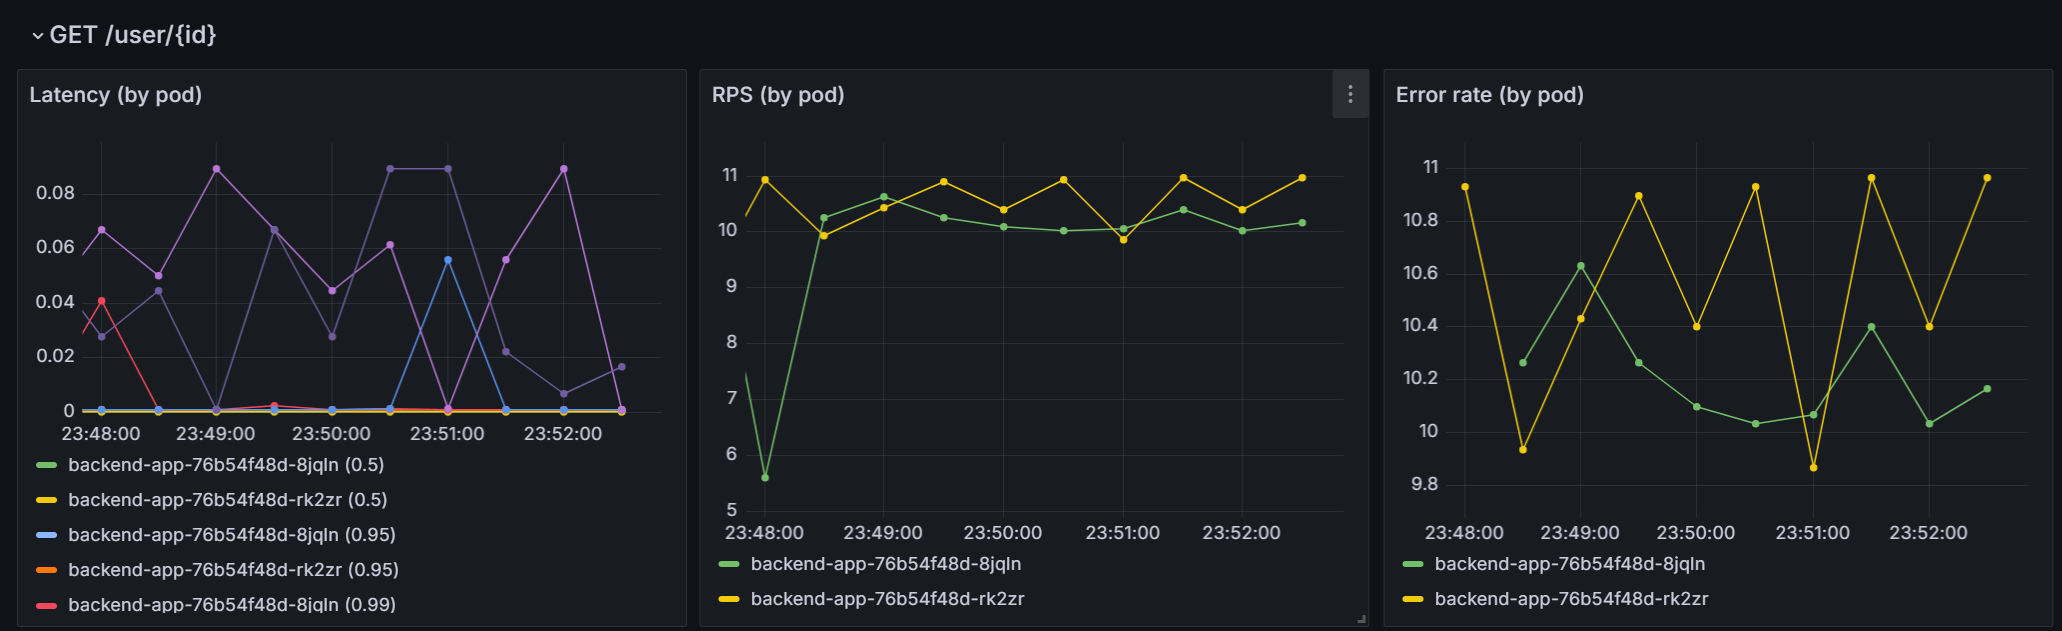 GET /user/{id}
Latency (by pod)
0.08
0.06
0.04
0.02
0
23:48:00 23:49:00 23:50:00 23:51:00 23:52:00
backend-app-76b54f48d-8jqln (0.5)
backend-app-76b54f48d-rk2zr (0.5)
backend-app-76b54f48d-8jqln (0.95)
backend-app-76b54f48d-rk2zr (0.95)
backend-app-76b54f48d-8jqln (0.99)
RPS (by pod)
11
10
9
8
7
6
5
23:48:00 23:49:00 23:50:00 23:51:00 23:52:00
backend-app-76b54f48d-8jqln
backend-app-76b54f48d-rk2zr
Error rate (by pod)
11
10.8
10.6
10.4
10.2
10
9.8
23:48:00 23:49:00 23:50:00 23:51:00 23:52:00
backend-app-76b54f48d-8jqln
backend-app-76b54f48d-rk2zr